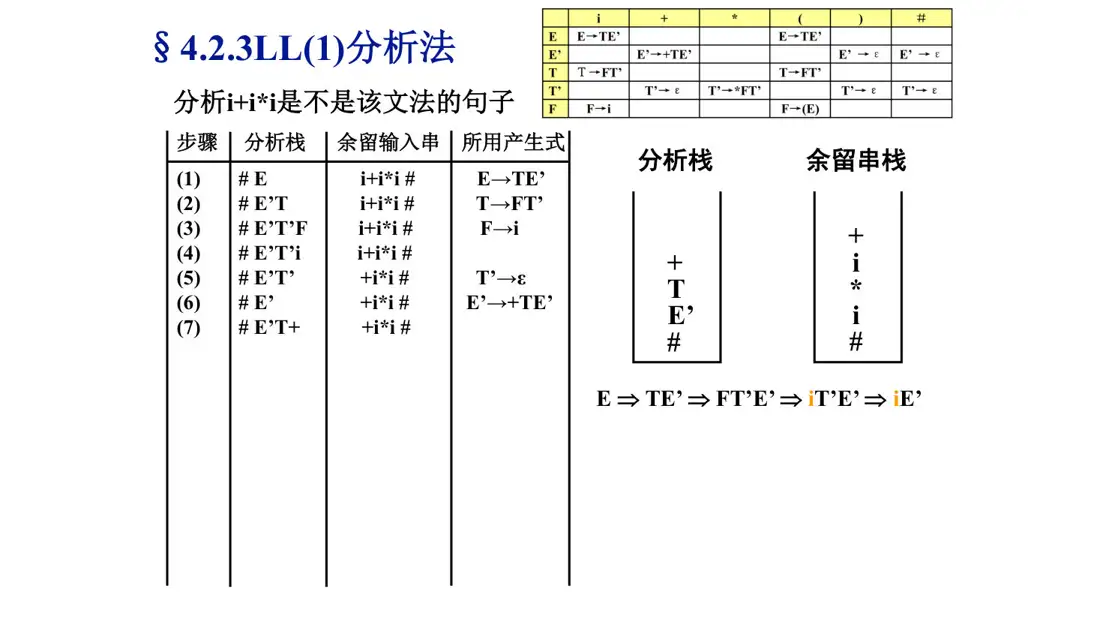 §4.2.3LL(1)分析法
i + * ( ) #
E E→TE’ E→TE’
E’ E’→+TE’ E’→ε E’→ε
T T→FT’ T→FT’
T’ T’→ε T’→*FT’ T’→ε T’→ε
F F→i F→(E)
分析i+i*i是不是该文法的句子
步骤 分析栈 余留输入串 所用产生式
(1) # E i+i*i # E→TE’
(2) # E’T i+i*i # T→FT’
(3) # E’T’F i+i*i # F→i
(4) # E’T’i i+i*i #
(5) # E’T’ +i*i # T’→ε
(6) # E’ +i*i # E’→+TE’
(7) # E’T+ +i*i #
分析栈
+
T
E’
#
余留串栈
+
i
*
i
#
E ⇒ TE’ ⇒ FT’E’ ⇒ iT’E’ ⇒ iE’